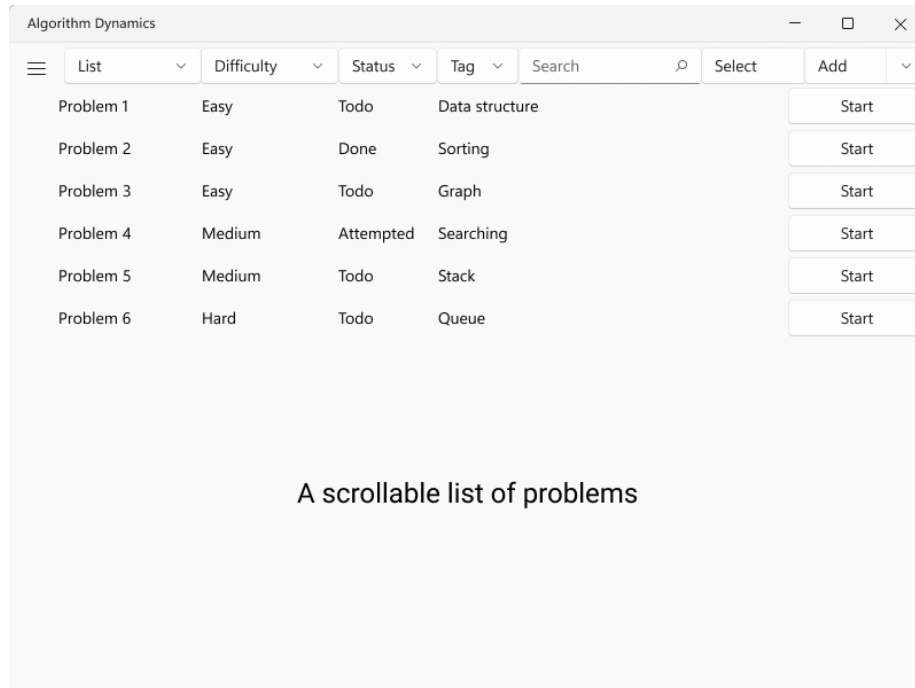 Algorithm Dynamics
List Difficulty Status Tag Search Select Add
Problem 1 Easy Todo Data structure Start
Problem 2 Easy Done Sorting Start
Problem 3 Easy Todo Graph Start
Problem 4 Medium Attempted Searching Start
Problem 5 Medium Todo Stack Start
Problem 6 Hard Todo Queue Start
A scrollable list of problems